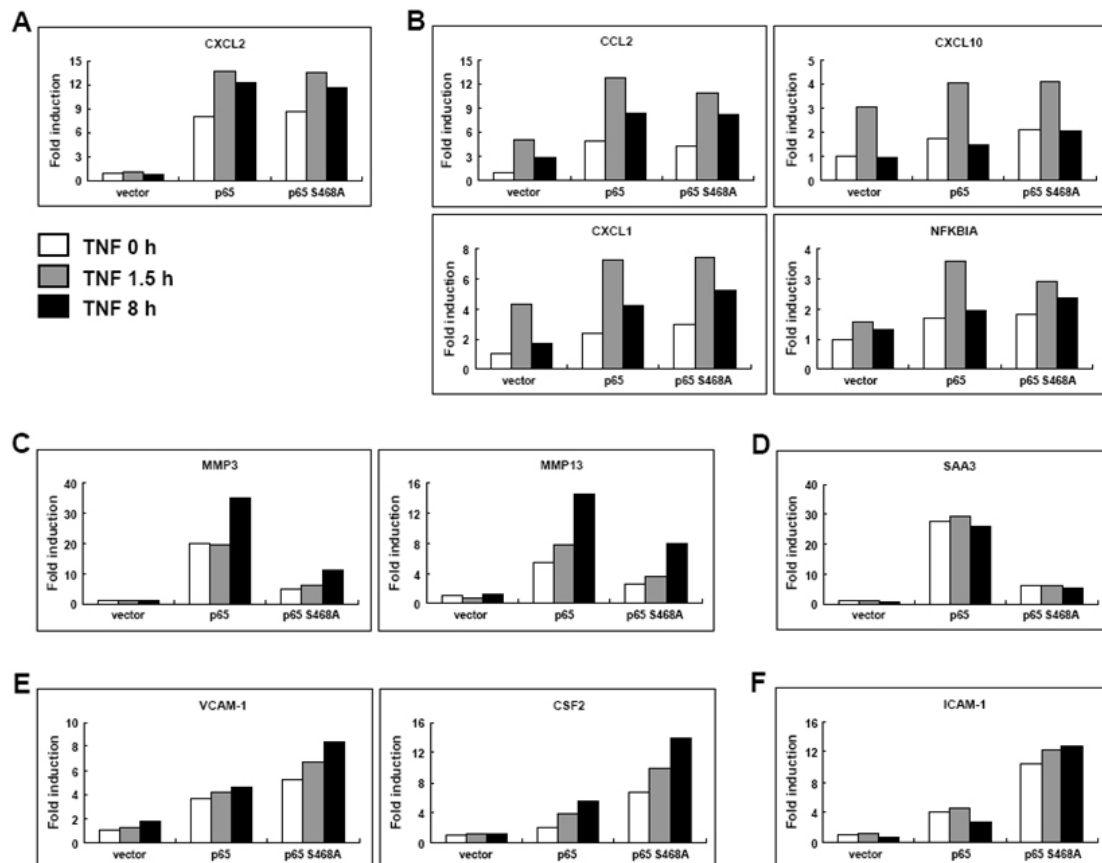 A
CXCL2
Fold induction
15
12
9
6
3
0
vector p65 p65 S468A
TNF 0 h
TNF 1.5 h
TNF 8 h
B
CCL2
Fold induction
15
12
9
6
3
0
vector p65 p65 S468A
CXCL10
Fold induction
5
4
3
2
1
0
vector p65 p65 S468A
CXCL1
Fold induction
8
6
4
2
0
vector p65 p65 S468A
NFKBIA
Fold induction
4
3
2
1
0
vector p65 p65 S468A
C
MMP3
Fold induction
40
30
20
10
0
vector p65 p65 S468A
MMP13
Fold induction
16
12
8
4
0
vector p65 p65 S468A
D
SAA3
Fold induction
40
30
20
10
0
vector p65 p65 S468A
E
VCAM-1
Fold induction
10
8
6
4
2
0
vector p65 p65 S468A
CSF2
Fold induction
16
12
8
4
0
vector p65 p65 S468A
F
ICAM-1
Fold induction
16
12
8
4
0
vector p65 p65 S468A